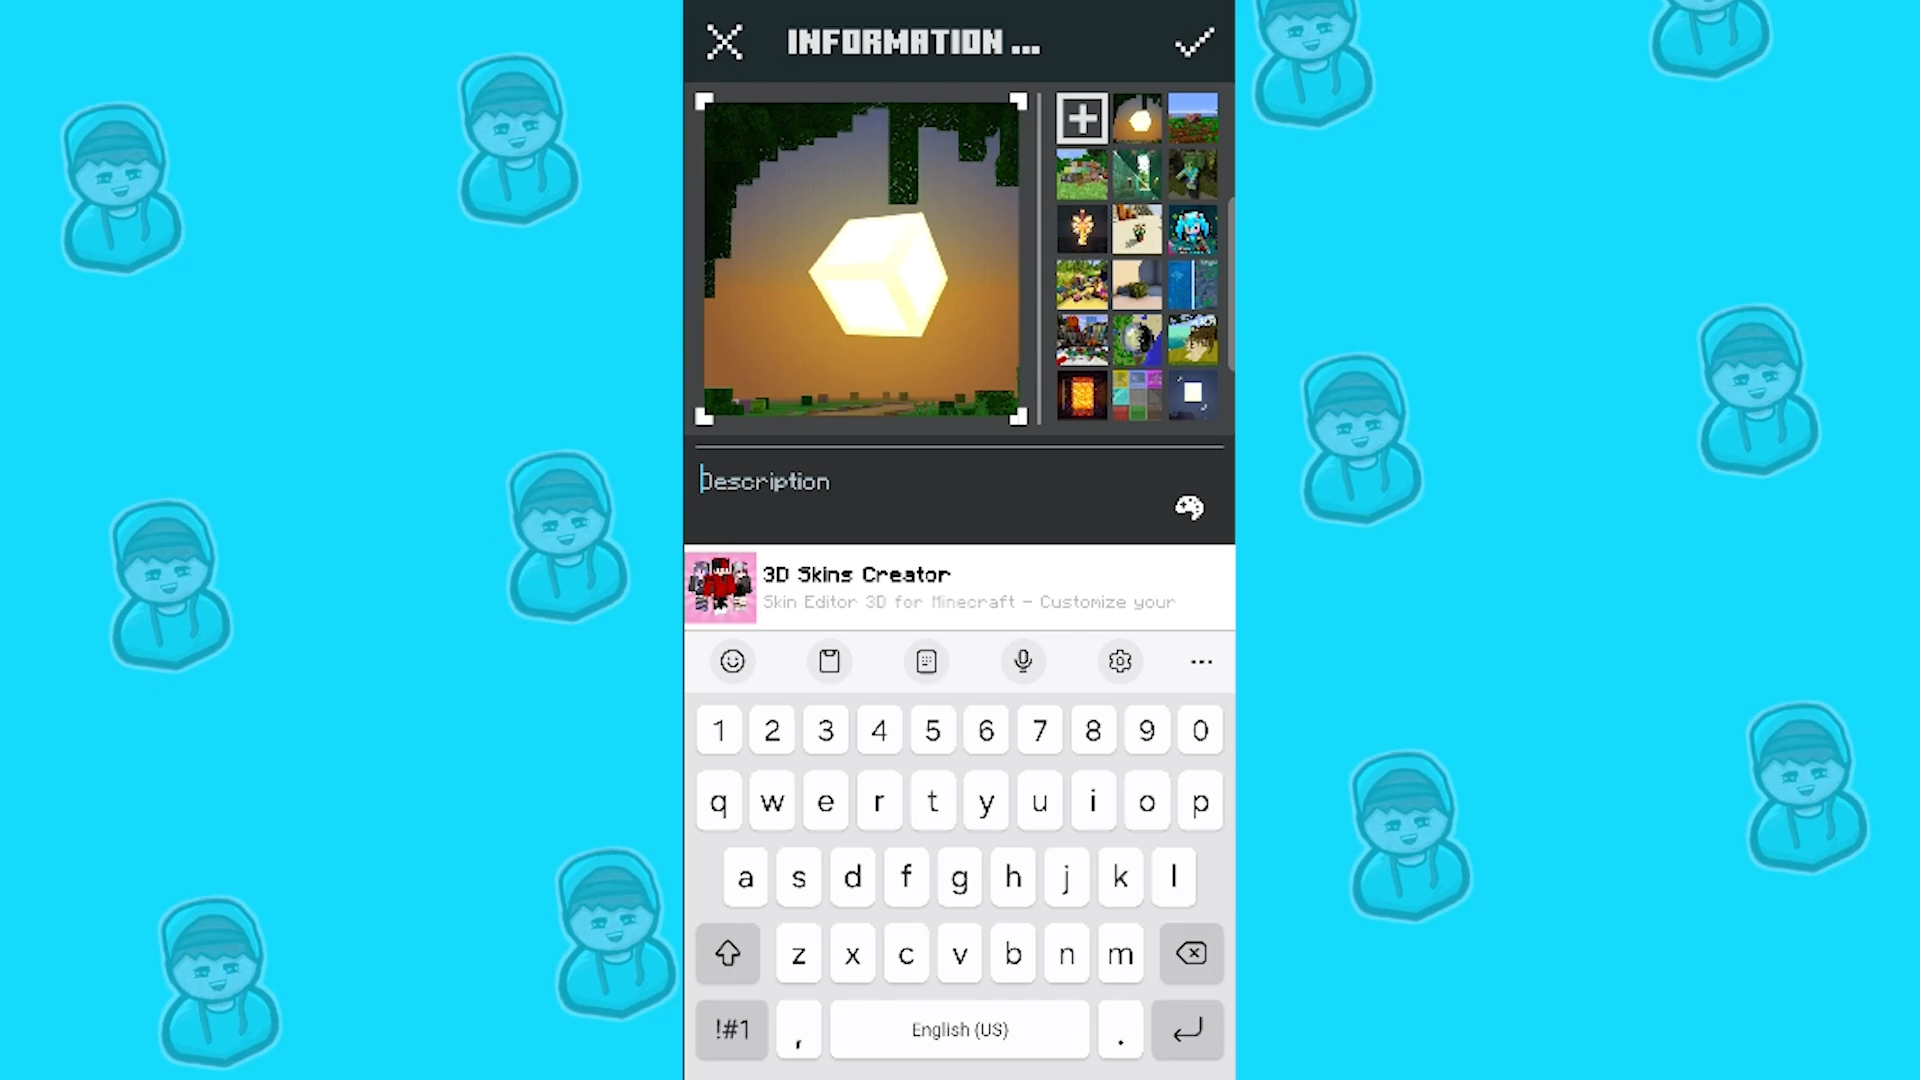 INFORMATION ...
Description
3D Skins Creator
Skin Editor 3D for Minecraft - Customize your
1 2 3 4 5 6 7 8 9 0
q w e r t y u i o p
a s d f g h j k l
z x c v b n m
!#1 , English (US) .